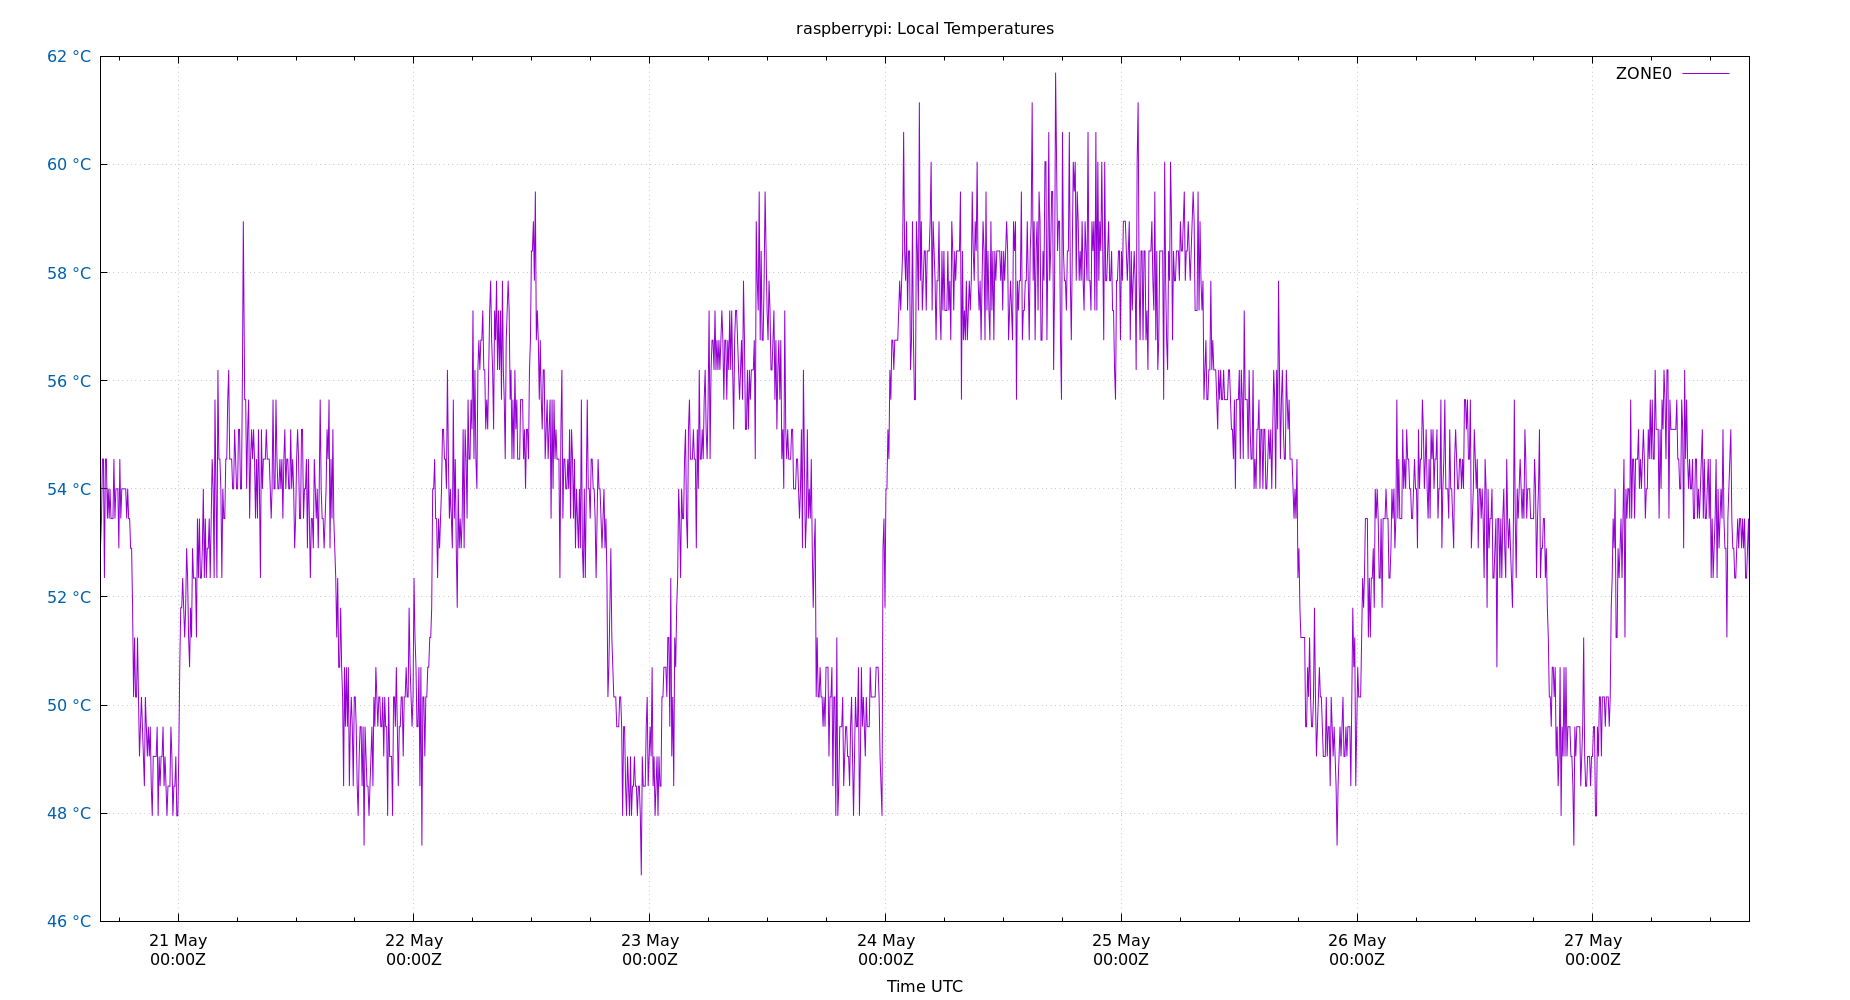 raspberrypi: Local Temperatures
62 °C
ZONE0
60 °C
58 °C
56 °C
54 °C
52 °C
50 °C
48 °C
46 °C
21 May 22 May 23 May 24 May 25 May 26 May 27 May
00:00Z 00:00Z 00:00Z 00:00Z 00:00Z 00:00Z 00:00Z
Time UTC